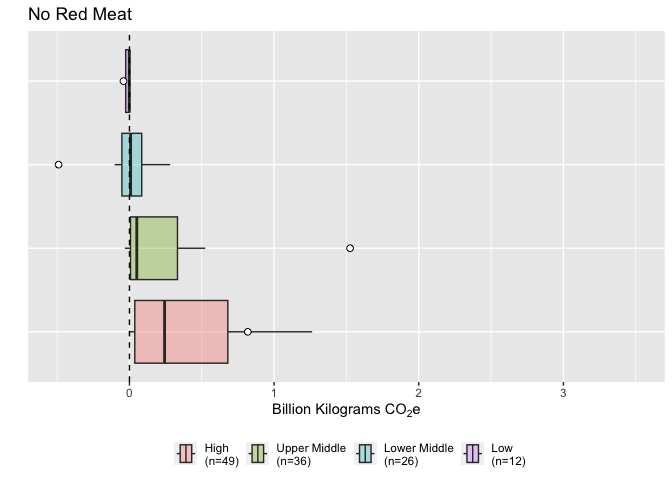 No Red Meat
0 1 2 3
Billion Kilograms CO₂e
High Upper Middle Lower Middle Low
(n=49) (n=36) (n=26) (n=12)